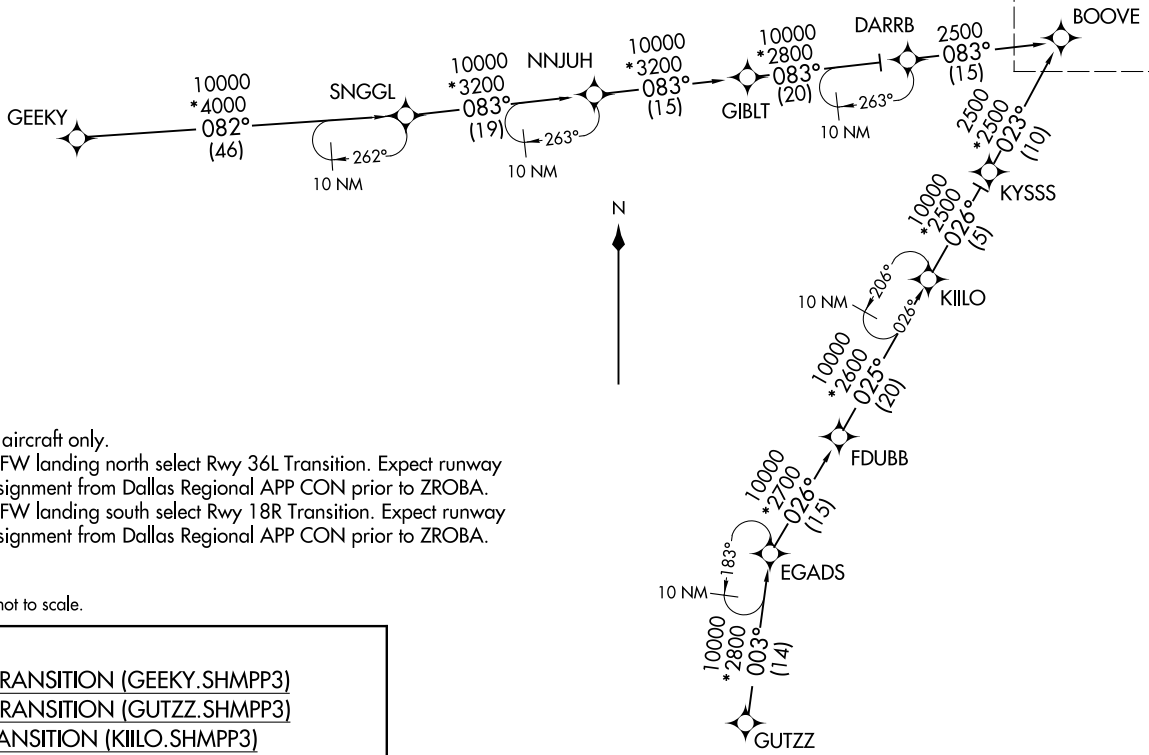 BOOVE
DARRB
2500
083°
(15)
10000
*2800
083°
(20)
GIBLT
263°
10 NM
NNJUH
10000
*3200
083°
(15)
10000
*3200
083°
(19)
263°
10 NM
SNGGL
10000
*4000
082°
(46)
262°
10 NM
GEEKY
2500
*2500
023°
(10)
KYSSS
10000
*2500
026°
(5)
N
KIILO
206°
026°
10 NM
10000
*2600
025°
(20)
FDUBB
10000
*2700
026°
(15)
EGADS
183°
10 NM
10000
*2800
003°
(14)
GUTZZ
aircraft only.
FW landing north select Rwy 36L Transition. Expect runway
signment from Dallas Regional APP CON prior to ZROBA.
FW landing south select Rwy 18R Transition. Expect runway
signment from Dallas Regional APP CON prior to ZROBA.
not to scale.
RANSITION (GEEKY.SHMPP3)
RANSITION (GUTZZ.SHMPP3)
ANSITION (KIILO.SHMPP3)